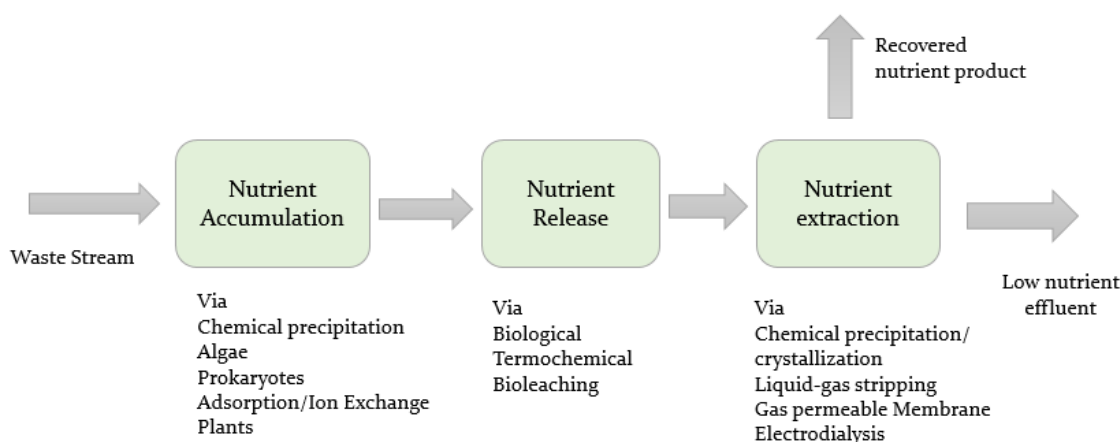 Recovered
nutrient product
Nutrient
Accumulation
Nutrient
Release
Nutrient
extraction
Waste Stream
Low nutrient
effluent
Via
Chemical precipitation
Algae
Prokaryotes
Adsorption/Ion Exchange
Plants
Via
Biological
Termochemical
Bioleaching
Via
Chemical precipitation/
crystallization
Liquid-gas stripping
Gas permeable Membrane
Electrodialysis